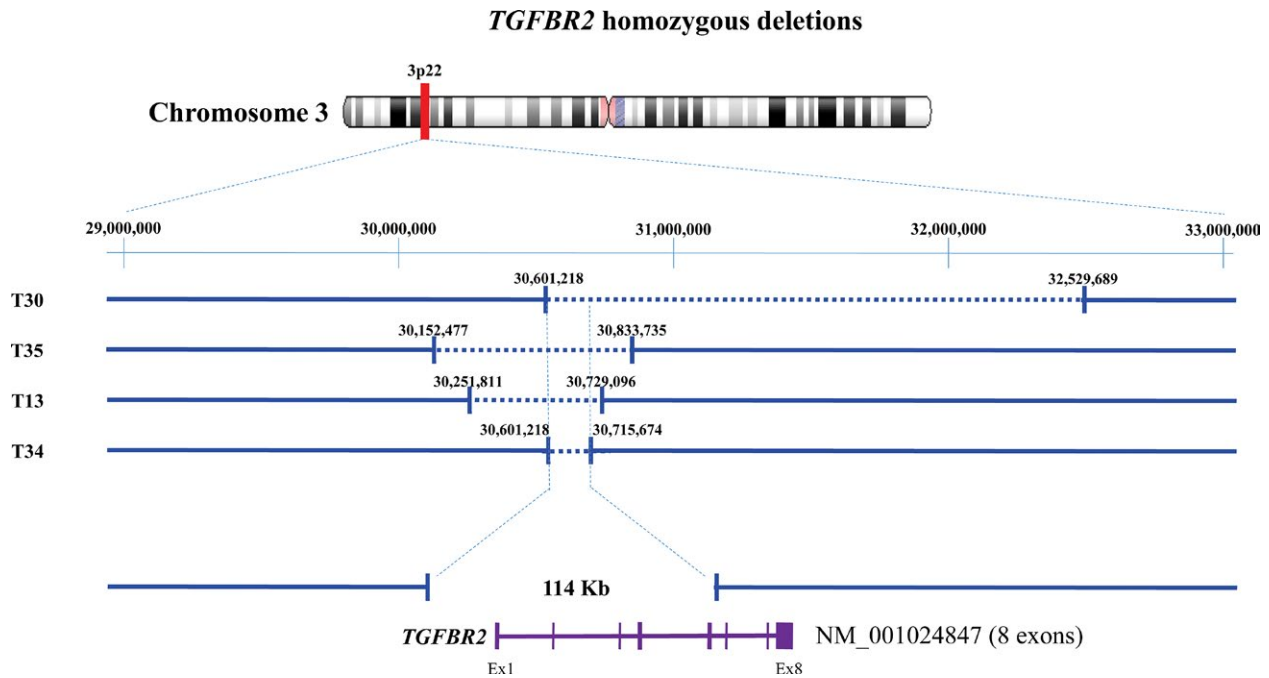 TGFBR2 homozygous deletions
3p22
Chromosome 3
29,000,000 30,000,000 31,000,000 32,000,000 33,000,000
30,601,218 32,529,689
T30
30,152,477 30,833,735
T35
30,251,811 30,729,096
T13
30,601,218 30,715,674
T34
114 Kb
TGFBR2 NM_001024847 (8 exons)
Ex1 Ex8